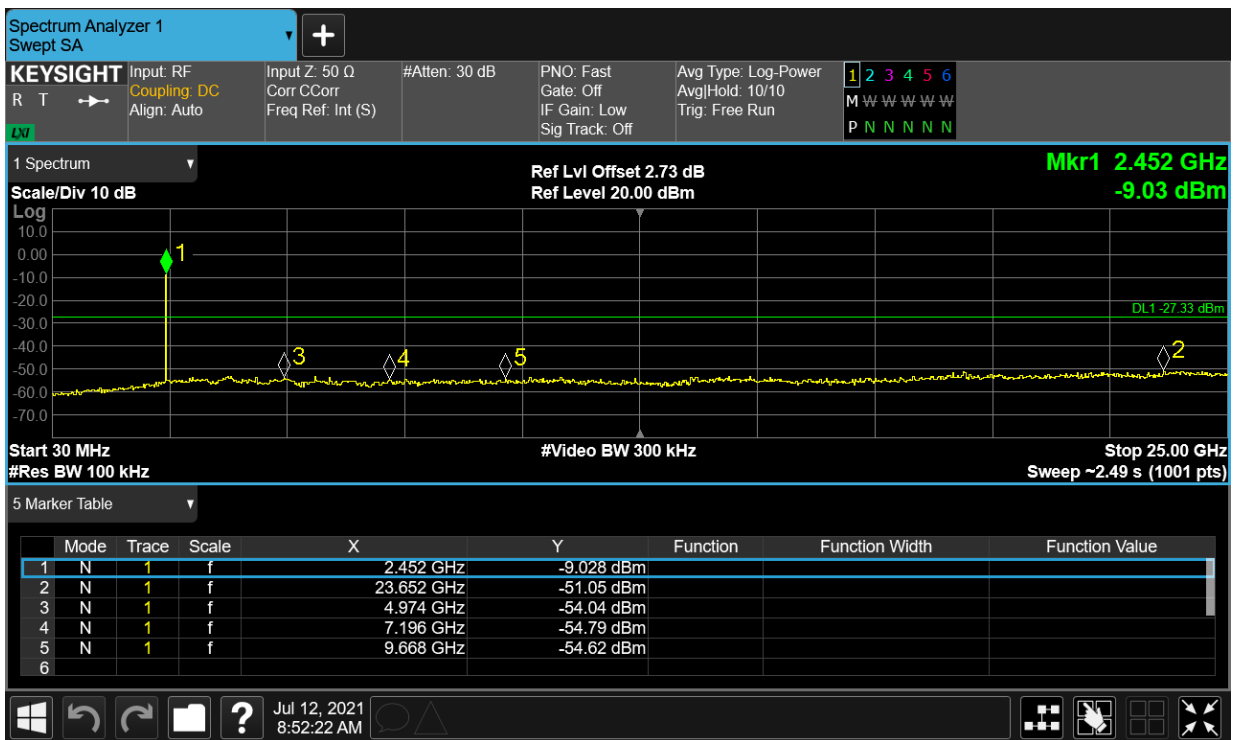 Spectrum Analyzer 1
Swept SA
KEYSIGHT
R T
LXI
Input: RF
Coupling: DC
Align: Auto
Input Z: 50 Ω
Corr CCorr
Freq Ref: Int (S)
#Atten: 30 dB
PNO: Fast
Gate: Off
IF Gain: Low
Sig Track: Off
Avg Type: Log-Power
Avg|Hold: 10/10
Trig: Free Run
1 2 3 4 5 6
M W W W W W
P N N N N N
1 Spectrum
Scale/Div 10 dB
Ref Lvl Offset 2.73 dB
Ref Level 20.00 dBm
Mkr1 2.452 GHz
-9.03 dBm
Log
10.0
0.00
-10.0
-20.0
-30.0
-40.0
-50.0
-60.0
-70.0
1
DL1 -27.33 dBm
3
4
5
2
Start 30 MHz
#Video BW 300 kHz
Stop 25.00 GHz
#Res BW 100 kHz
Sweep ~2.49 s (1001 pts)
5 Marker Table
Mode Trace Scale X Y Function Function Width Function Value
1 N 1 f 2.452 GHz -9.028 dBm
2 N 1 f 23.652 GHz -51.05 dBm
3 N 1 f 4.974 GHz -54.04 dBm
4 N 1 f 7.196 GHz -54.79 dBm
5 N 1 f 9.668 GHz -54.62 dBm
6
?
Jul 12, 2021
8:52:22 AM